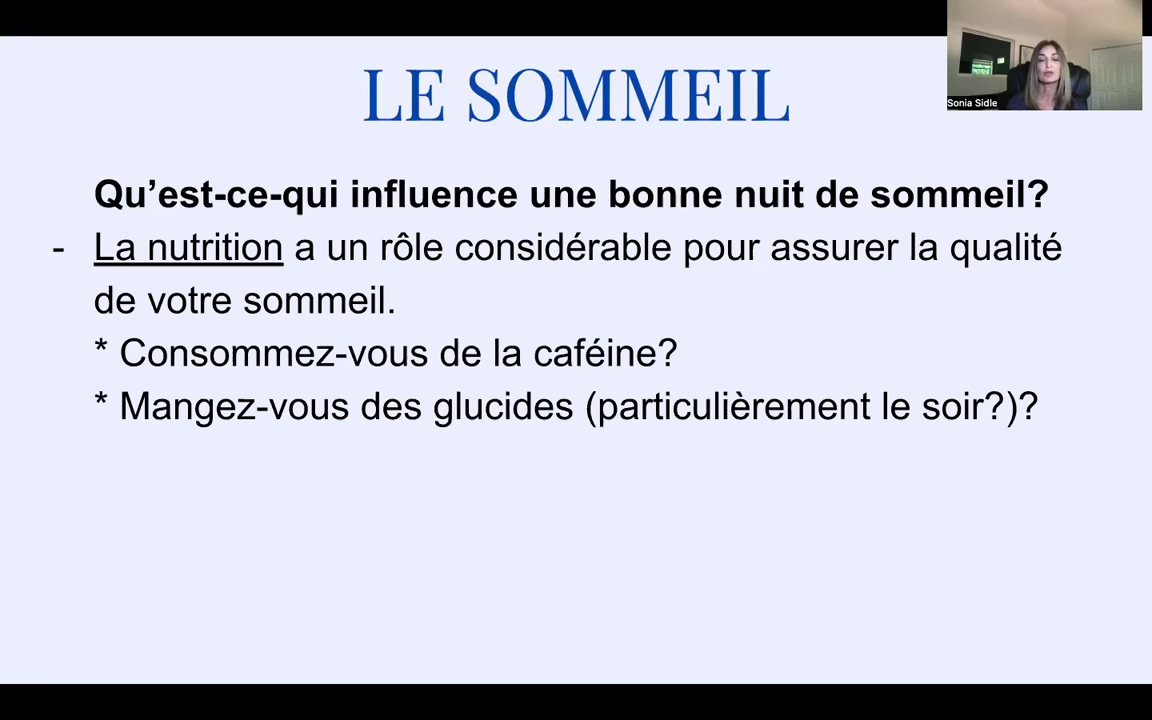 LE SOMMEIL
Sonia Sidle
Qu’est-ce-qui influence une bonne nuit de sommeil?
- La nutrition a un rôle considérable pour assurer la qualité
de votre sommeil.
* Consommez-vous de la caféine?
* Mangez-vous des glucides (particulièrement le soir?)?